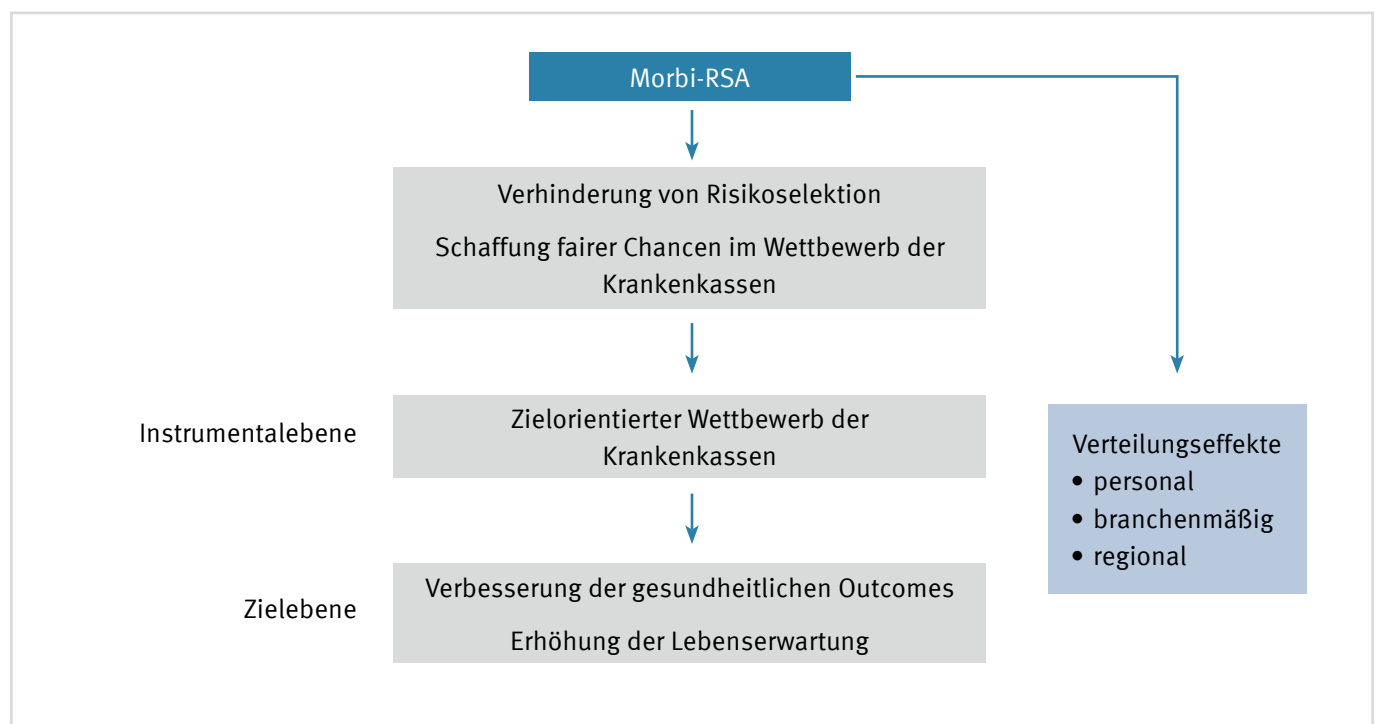 Morbi-RSA
Verhinderung von Risikoselektion
Schaffung fairer Chancen im Wettbewerb der
Krankenkassen
Instrumentalebene
Zielorientierter Wettbewerb der
Krankenkassen
Verteilungseffekte
• personal
• branchenmäßig
• regional
Zielebene
Verbesserung der gesundheitlichen Outcomes
Erhöhung der Lebenserwartung